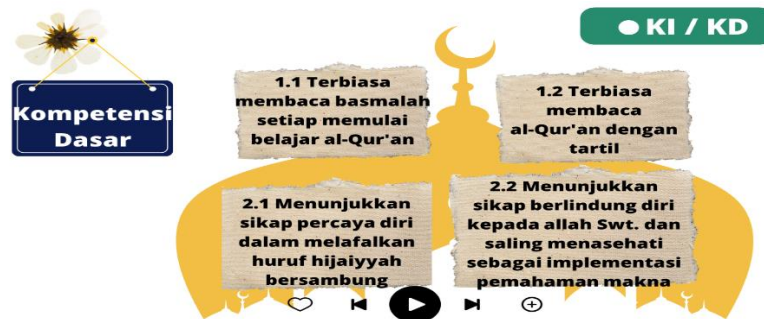 KI / KD
Kompetensi
Dasar
1.1 Terbiasa
membaca basmalah
setiap memulai
belajar al-Qur'an
1.2 Terbiasa
membaca
al-Qur'an dengan
tartil
2.1 Menunjukkan
sikap percaya diri
dalam melafalkan
huruf hijaiyyah
bersambung
2.2 Menunjukkan
sikap berlindung diri
kepada allah Swt. dan
saling menasehati
sebagai implementasi
pemahaman makna